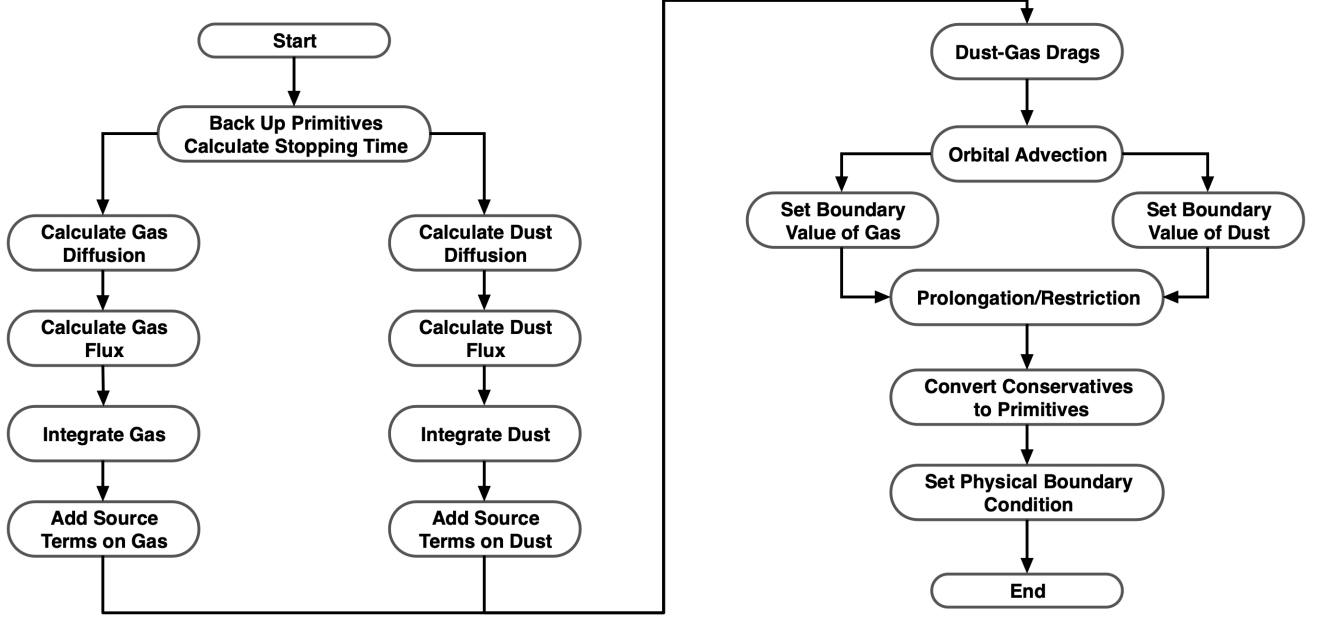 Start
Back Up Primitives
Calculate Stopping Time
Calculate Gas
Diffusion
Calculate Gas
Flux
Integrate Gas
Add Source
Terms on Gas
Calculate Dust
Diffusion
Calculate Dust
Flux
Integrate Dust
Add Source
Terms on Dust
Dust-Gas Drags
Orbital Advection
Set Boundary
Value of Gas
Set Boundary
Value of Dust
Prolongation/Restriction
Convert Conservatives
to Primitives
Set Physical Boundary
Condition
End